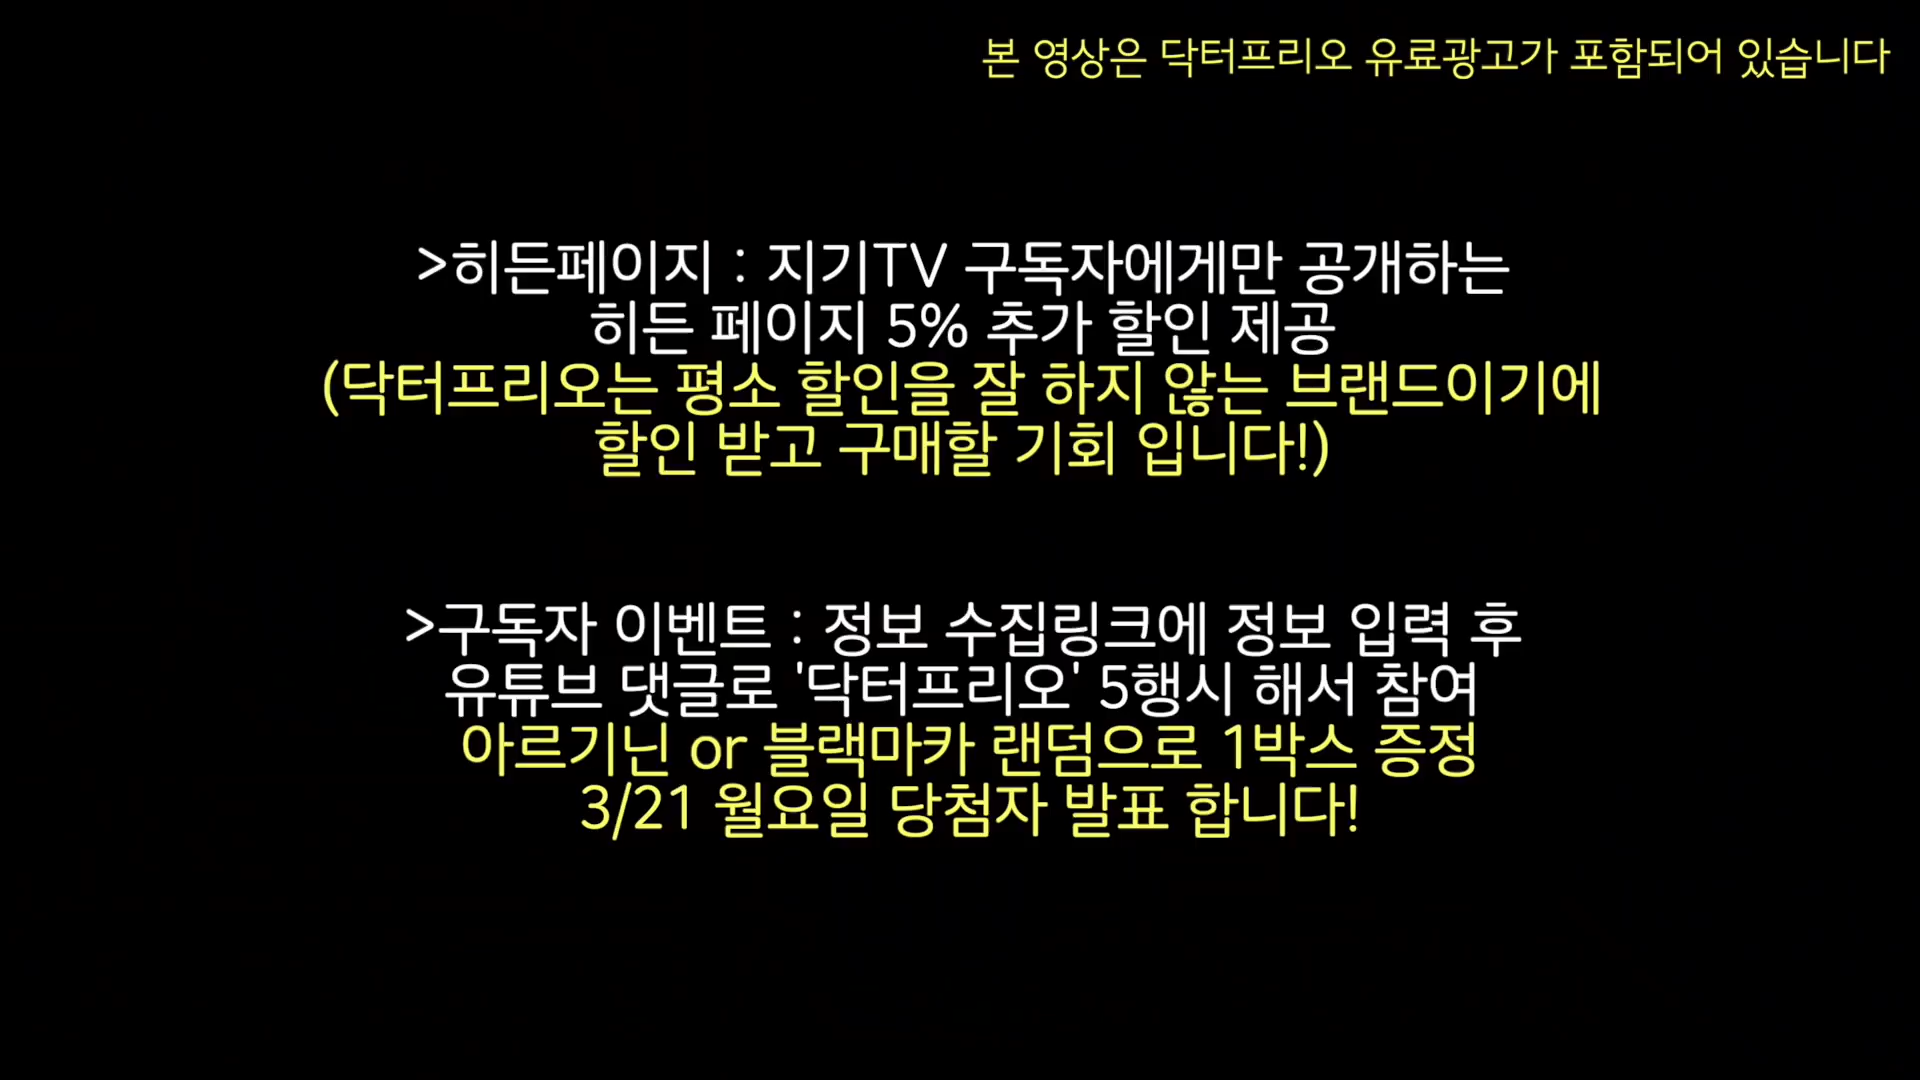 본 영상은 닥터프리오 유료광고가 포함되어 있습니다
>히든페이지 : 지기TV 구독자에게만 공개하는
히든 페이지 5% 추가 할인 제공
(닥터프리오는 평소 할인을 잘 하지 않는 브랜드이기에
할인 받고 구매할 기회 입니다!)
>구독자 이벤트 : 정보 수집링크에 정보 입력 후
유튜브 댓글로 '닥터프리오' 5행시 해서 참여
아르기닌 or 블랙마카 랜덤으로 1박스 증정
3/21 월요일 당첨자 발표 합니다!